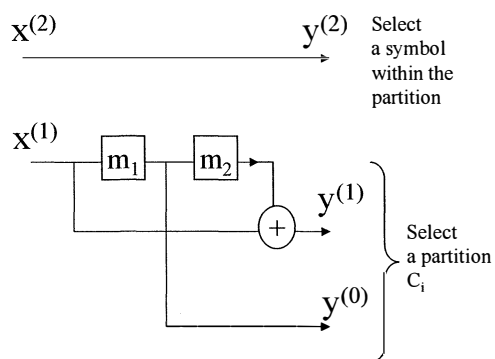 x(2)
y(2)
Select
a symbol
within the
partition
x(1)
m1
m2
y(1)
+
Select
a partition
Ci
y(0)